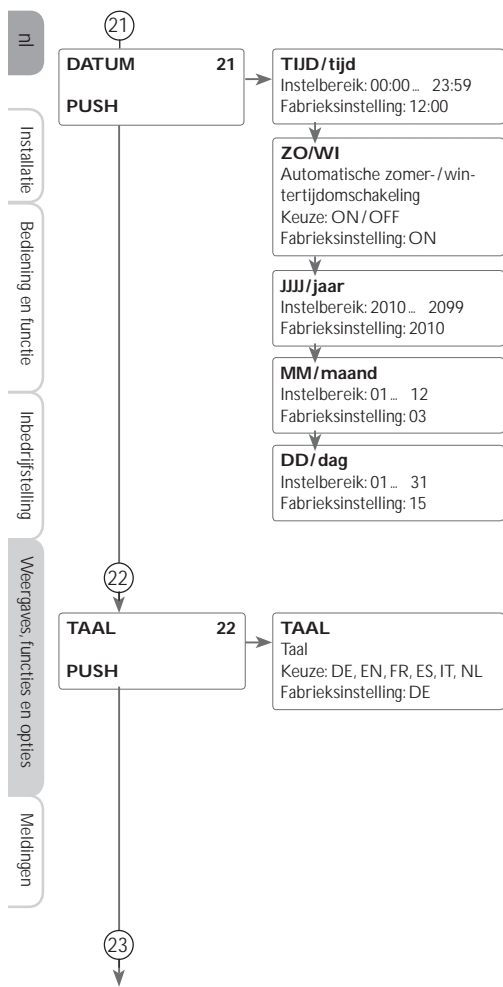 nl
Installatie
Bediening en functie
Inbedrijfstelling
Weergaves, functies en opties
Meldingen
21
DATUM 21
PUSH
TIJD/tijd
Instelbereik: 00:00 ... 23:59
Fabrieksinstelling: 12:00
ZO/WI
Automatische zomer-/win-
tertijdomschakeling
Keuze: ON/OFF
Fabrieksinstelling: ON
JJJJ/jaar
Instelbereik: 2010 ... 2099
Fabrieksinstelling: 2010
MM/maand
Instelbereik: 01 ... 12
Fabrieksinstelling: 03
DD/dag
Instelbereik: 01 ... 31
Fabrieksinstelling: 15
22
TAAL 22
PUSH
TAAL
Taal
Keuze: DE, EN, FR, ES, IT, NL
Fabrieksinstelling: DE
23